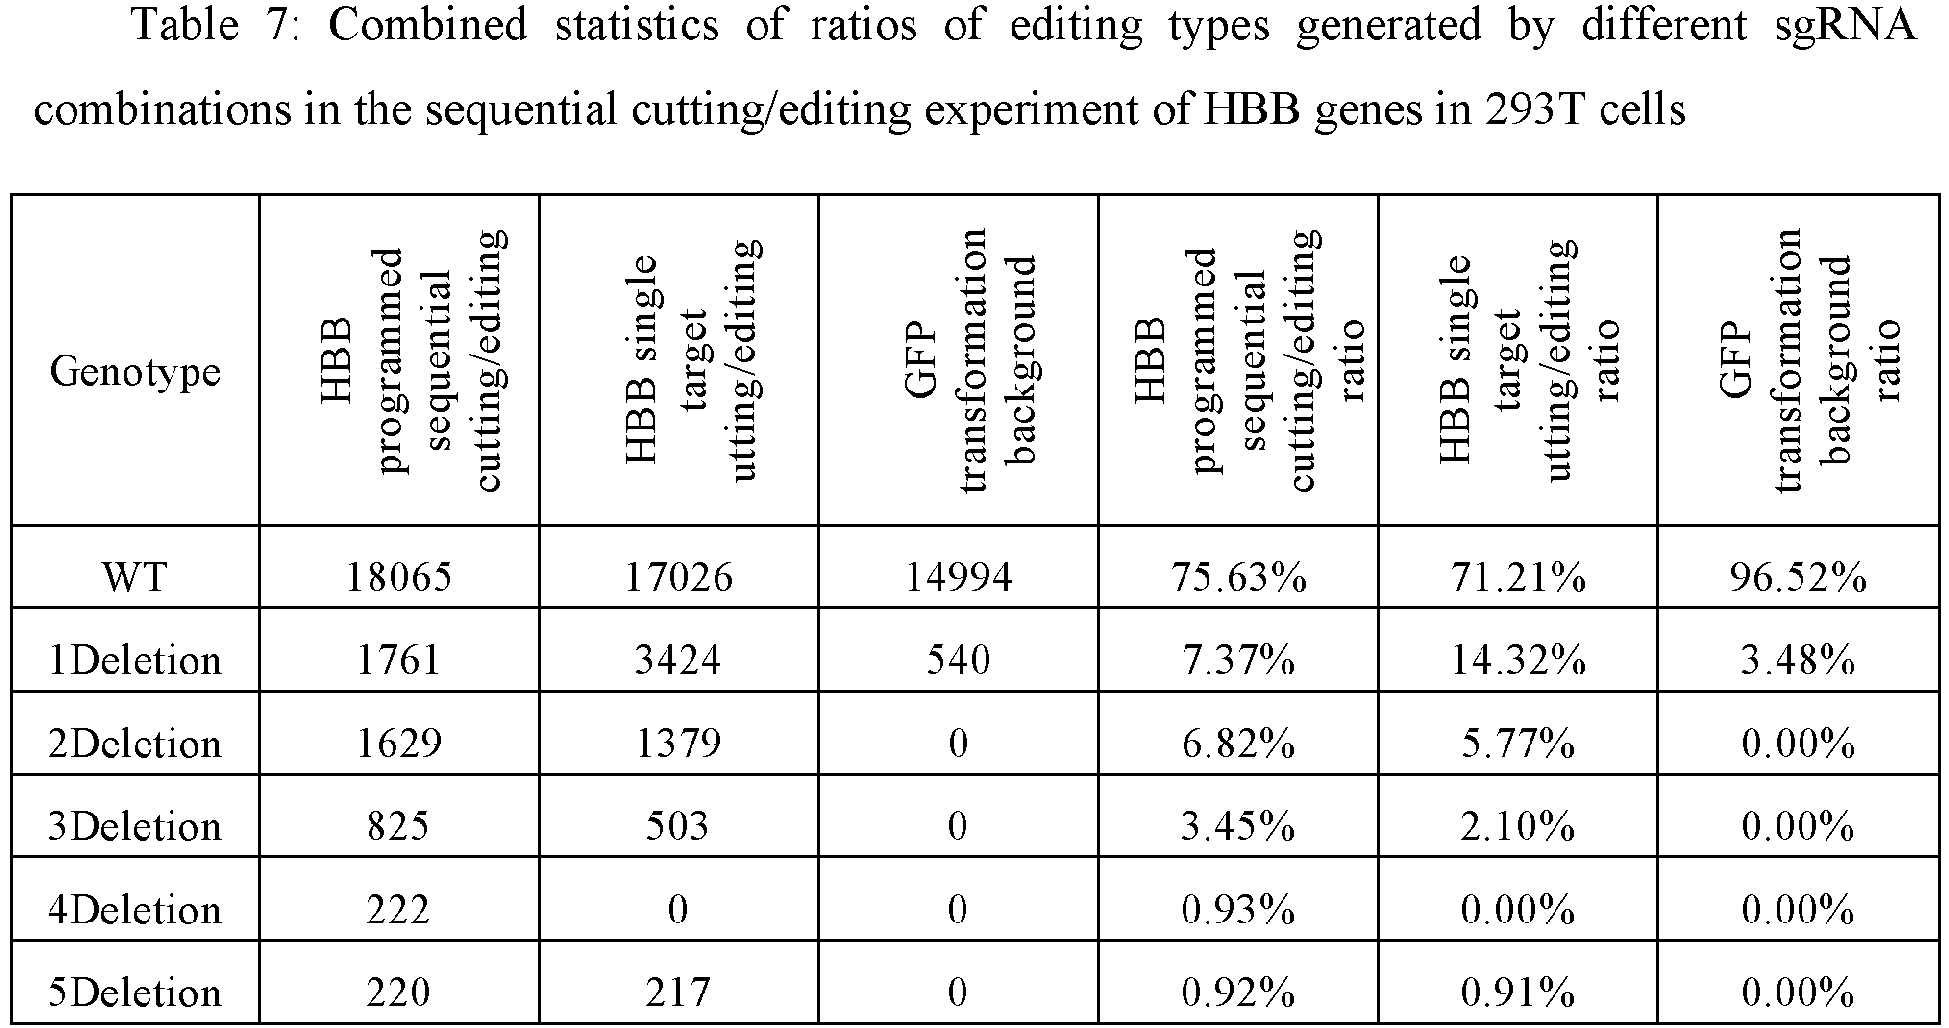 Table 7: Combined statistics of ratios of editing types generated by different sgRNA
combinations in the sequential cutting/editing experiment of HBB genes in 293T cells
Genotype
HBB
programmed
sequential
cutting/editing
HBB single
target
utting/editing
GFP
transformation
background
HBB
programmed
sequential
cutting/editing
ratio
HBB single
target
utting/editing
ratio
GFP
transformation
background
ratio
WT 18065 17026 14994 75.63% 71.21% 96.52%
1Deletion 1761 3424 540 7.37% 14.32% 3.48%
2Deletion 1629 1379 0 6.82% 5.77% 0.00%
3Deletion 825 503 0 3.45% 2.10% 0.00%
4Deletion 222 0 0 0.93% 0.00% 0.00%
5Deletion 220 217 0 0.92% 0.91% 0.00%